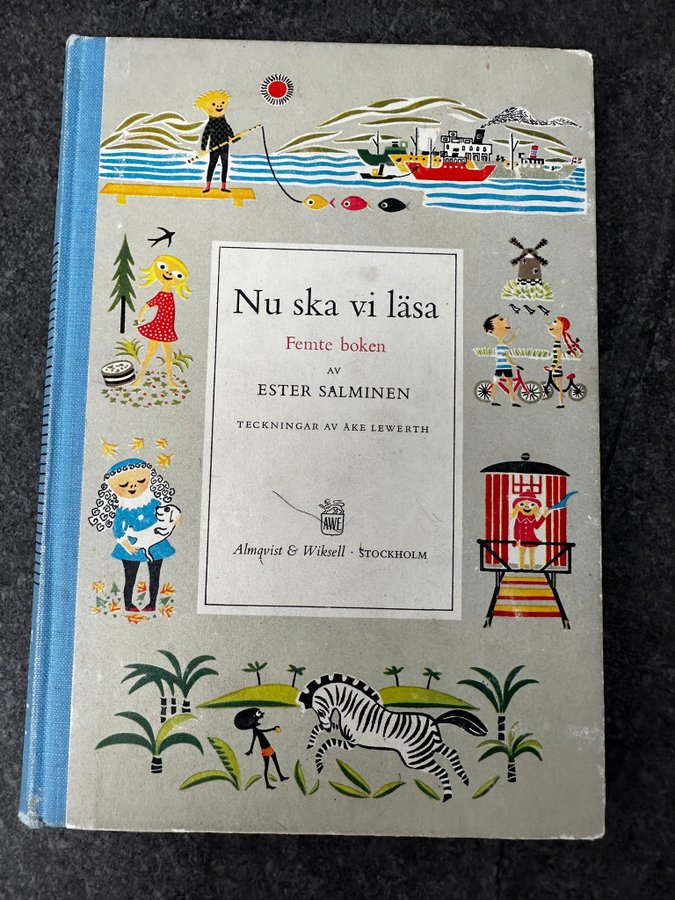 Nu ska vi läsa
Femte boken
AV
ESTER SALMINEN
TECKNINGAR AV ÅKE LEWERTH
AWE
Almqvist & Wiksell · STOCKHOLM